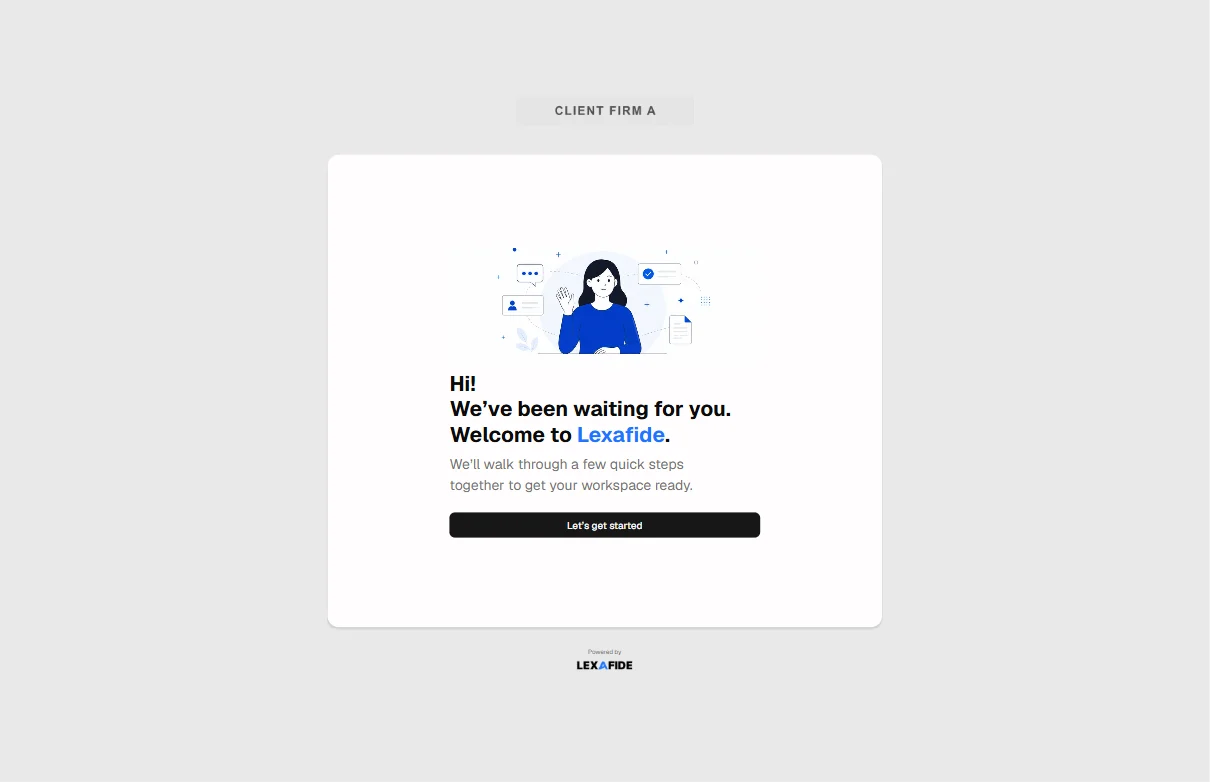 CLIENT FIRM A
Hi!
We’ve been waiting for you.
Welcome to Lexafide.
We’ll walk through a few quick steps
together to get your workspace ready.
Let’s get started
Powered by
LEXAFIDE